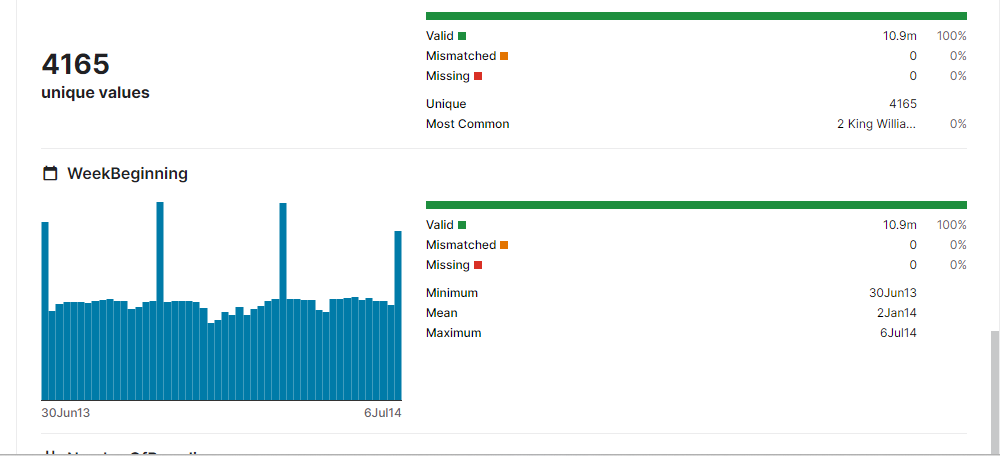 Valid 10.9m 100%
Mismatched 0 0%
Missing 0 0%
4165
unique values
Unique 4165
Most Common 2 King Willia... 0%
WeekBeginning
Valid 10.9m 100%
Mismatched 0 0%
Missing 0 0%
Minimum 30Jun13
Mean 2Jan14
Maximum 6Jul14
30Jun13 6Jul14